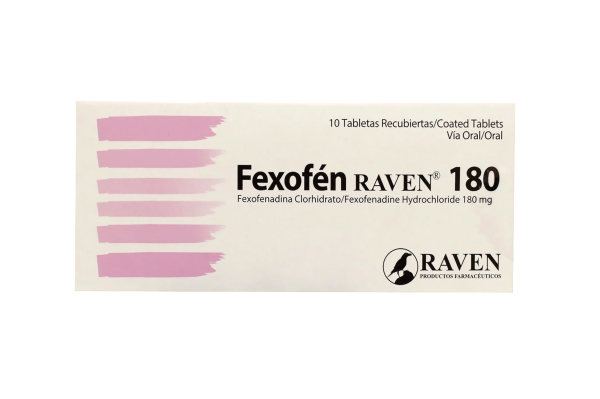 10 Tabletas Recubiertas/Coated Tablets
Vía Oral/Oral
Fexofén RAVEN® 180
Fexofenadina Clorhidrato/Fexofenadine Hydrochloride 180 mg
RAVEN
PRODUCTOS FARMACÉUTICOS